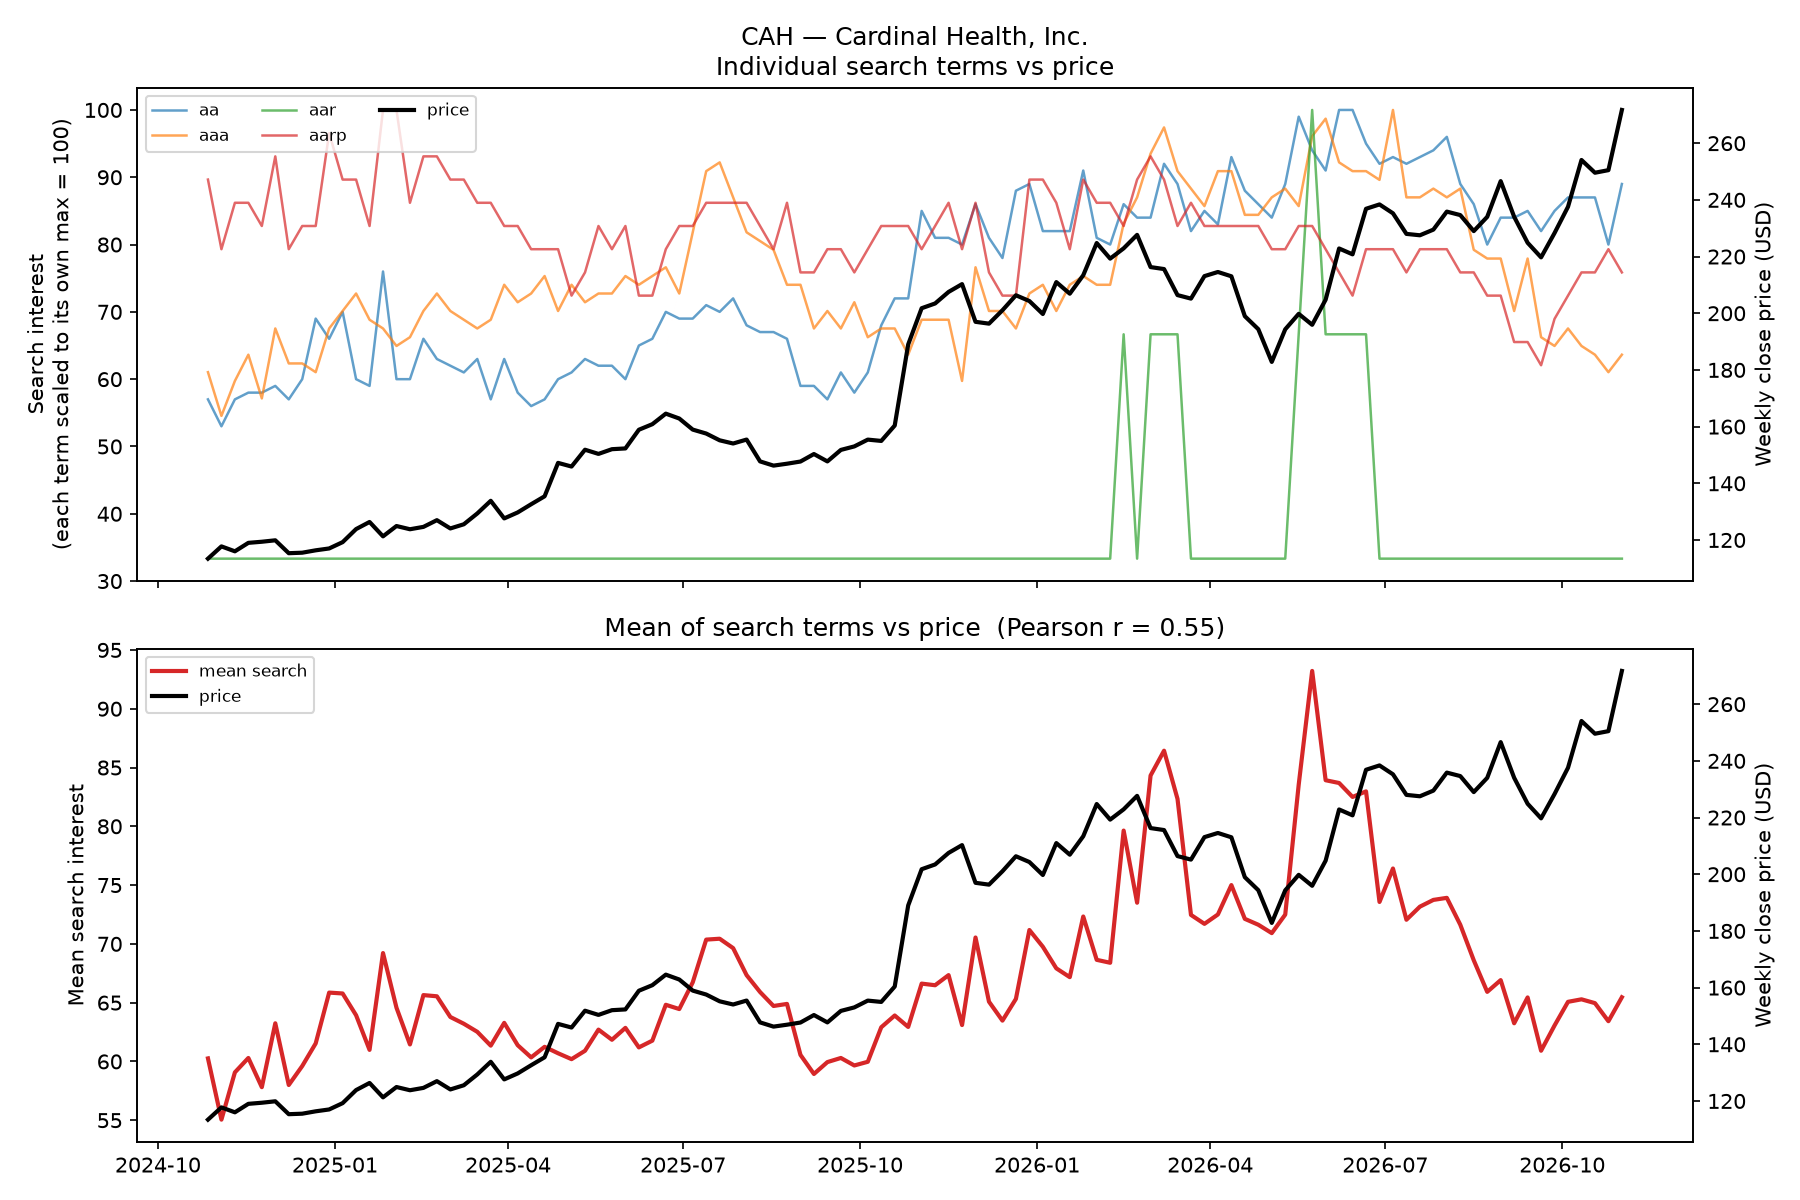 CAH — Cardinal Health, Inc.
Individual search terms vs price
aa
aaa
aar
aarp
price
Search interest
(each term scaled to its own max = 100)
100
90
80
70
60
50
40
30
260
240
220
200
180
160
140
120
Weekly close price (USD)
Mean of search terms vs price  (Pearson r = 0.55)
mean search
price
Mean search interest
95
90
85
80
75
70
65
60
55
260
240
220
200
180
160
140
120
Weekly close price (USD)
2024-10
2025-01
2025-04
2025-07
2025-10
2026-01
2026-04
2026-07
2026-10